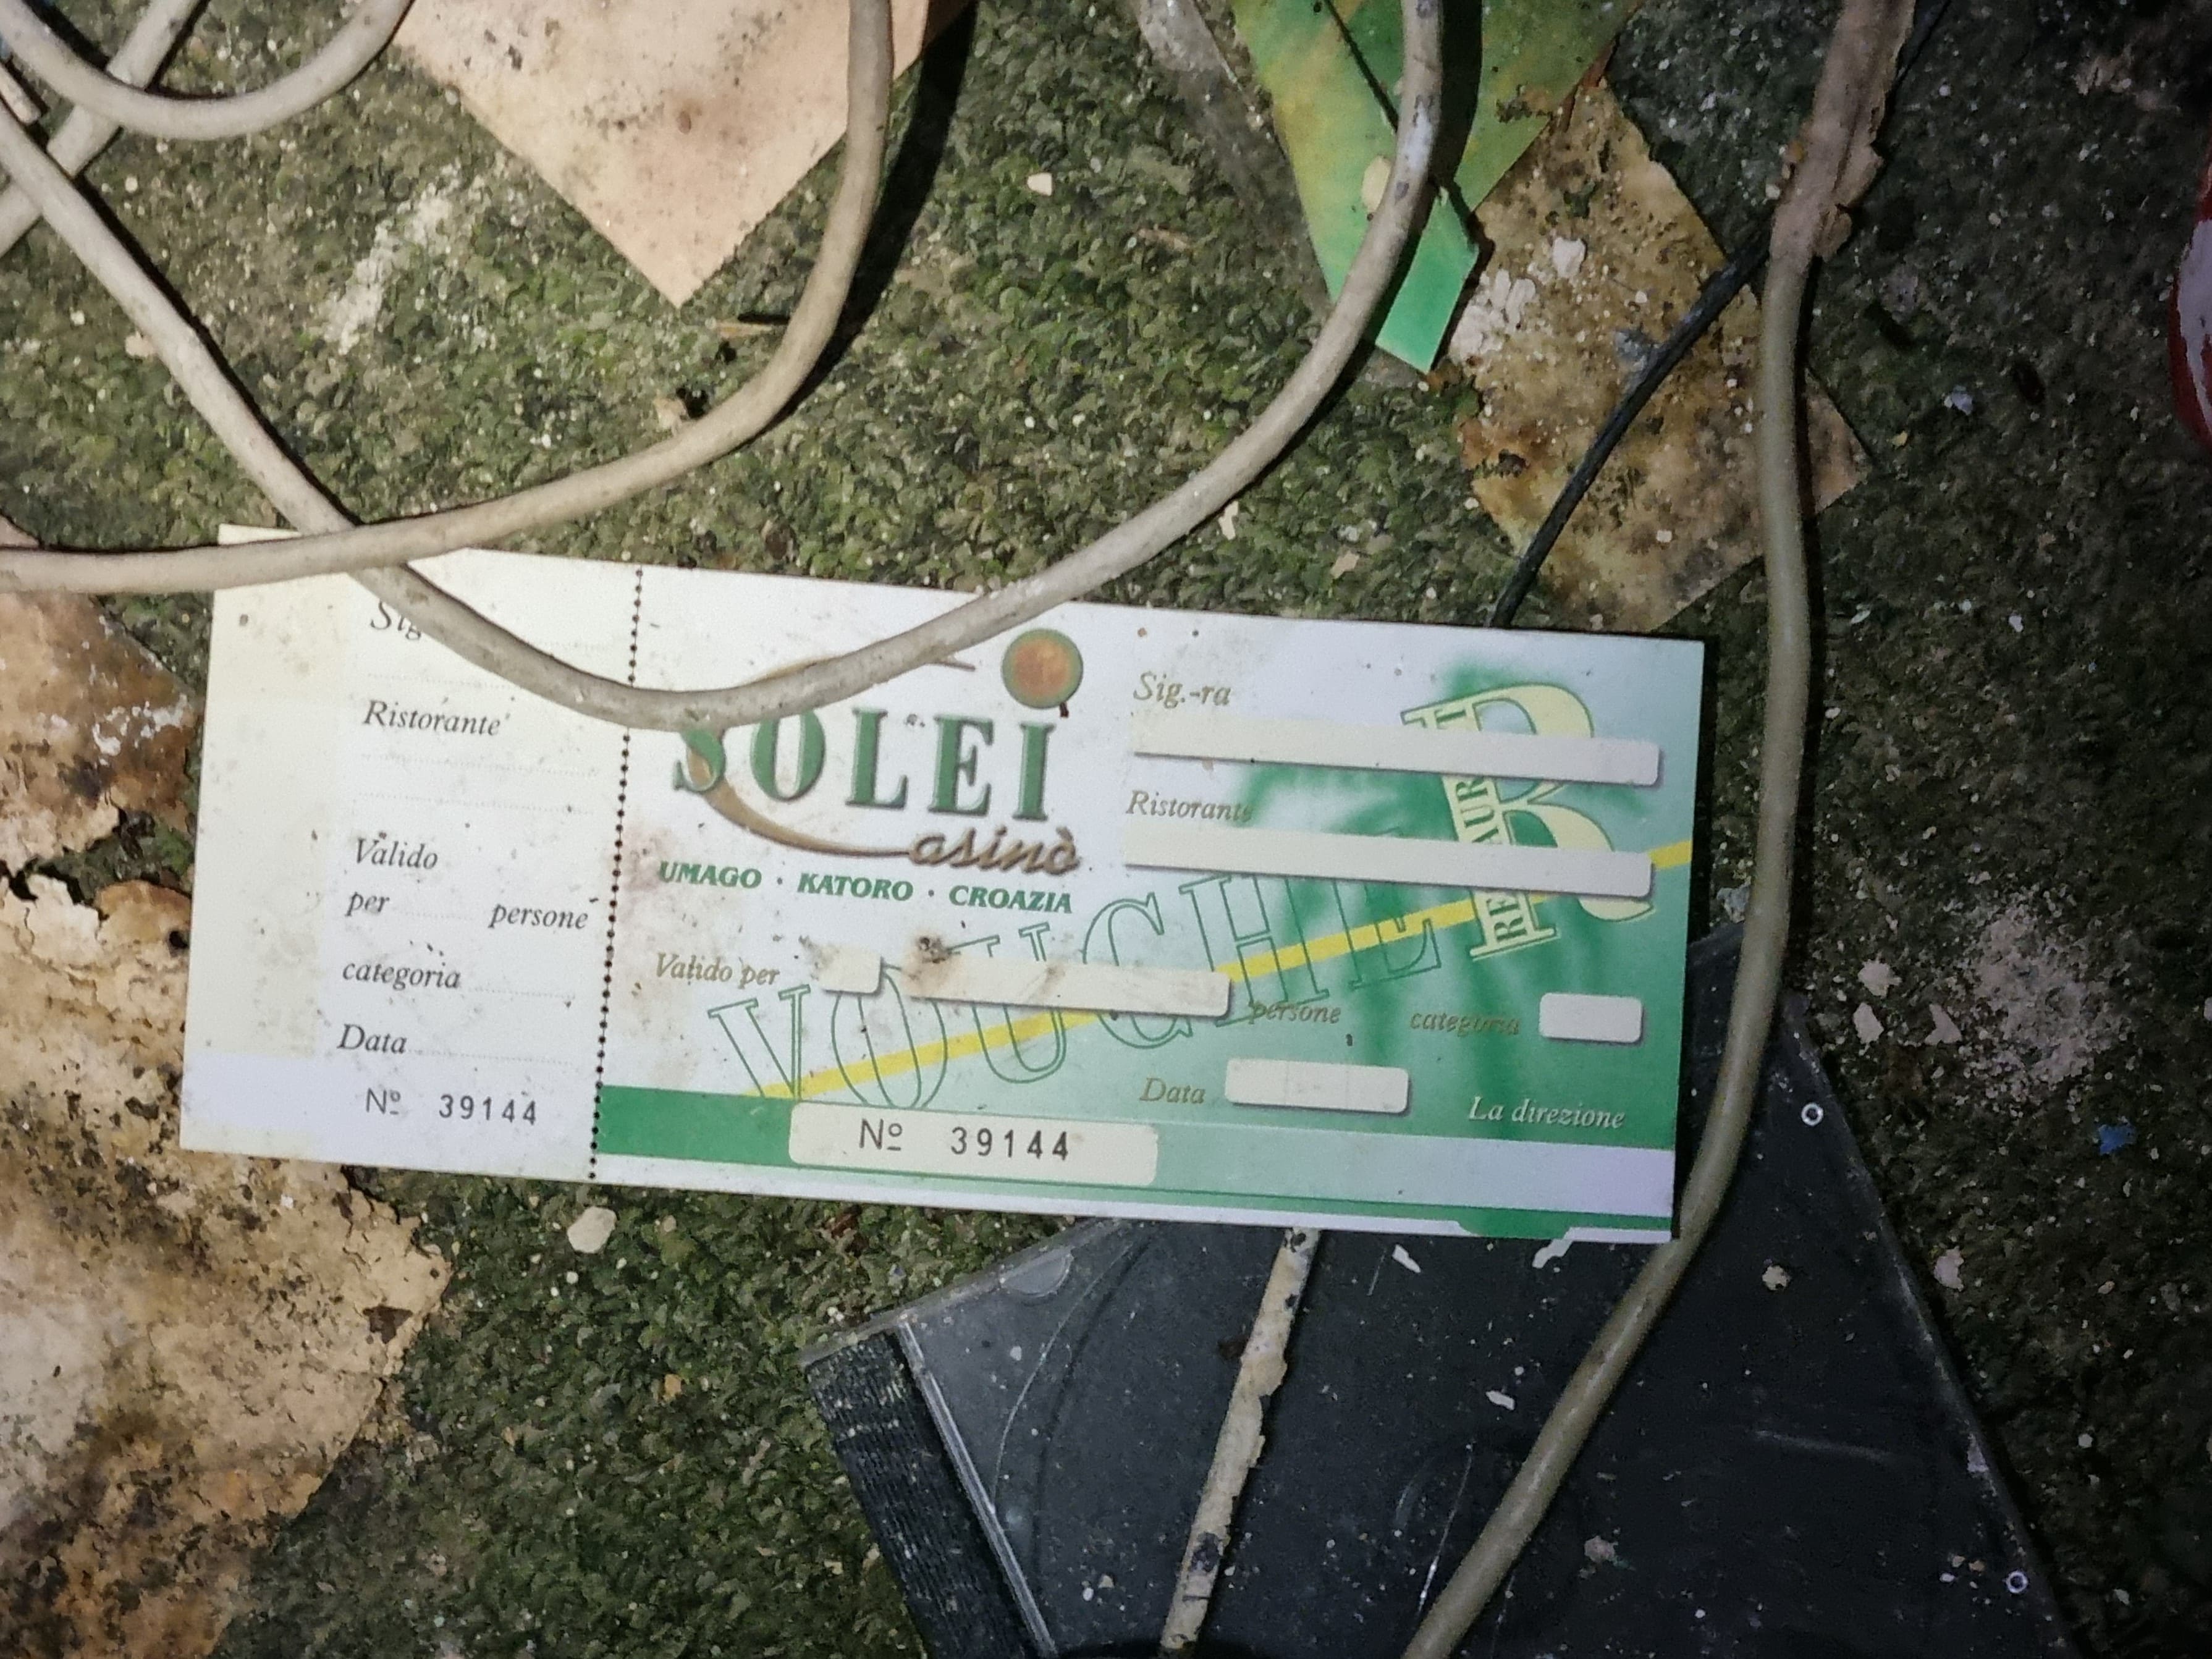 Sig
Ristorante
Valido
per persone
categoria
Data
Nº 39144
SOLEI
Casinò
UMAGO · KATORO · CROAZIA
Sig.-ra
Ristorante
Valido per persone categoria
VOUCHER
Data
La direzione
Nº 39144